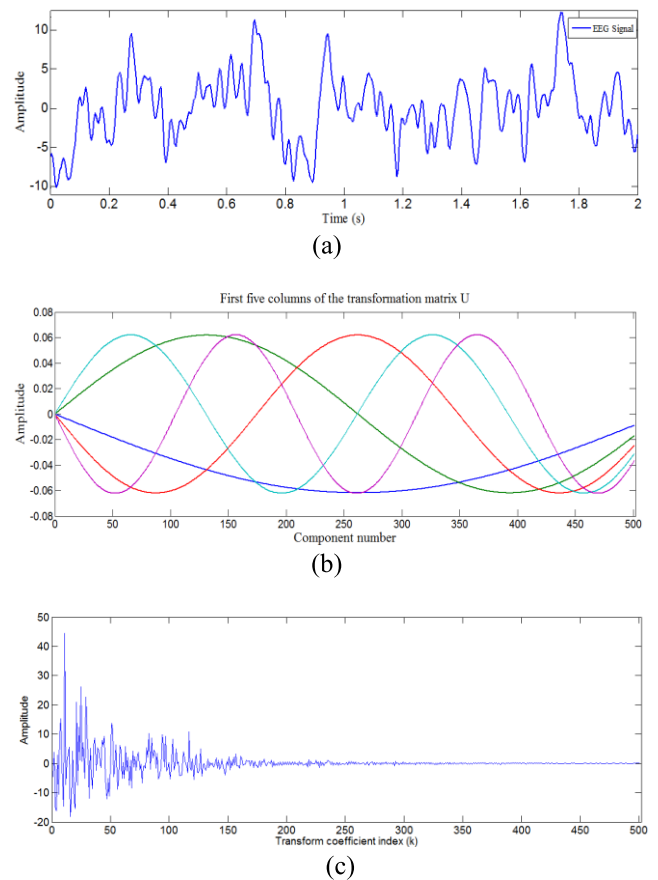 10
5
0
-5
-10
Amplitude
EEG Signal
0 0.2 0.4 0.6 0.8 1 1.2 1.4 1.6 1.8 2
Time (s)
(a)
First five columns of the transformation matrix U
0.08
0.06
0.04
0.02
0
-0.02
-0.04
-0.06
-0.08
Amplitude
0 50 100 150 200 250 300 350 400 450 500
Component number
(b)
50
40
30
20
10
0
-10
-20
Amplitude
0 50 100 150 200 250 300 350 400 450 500
Transform coefficient index (k)
(c)